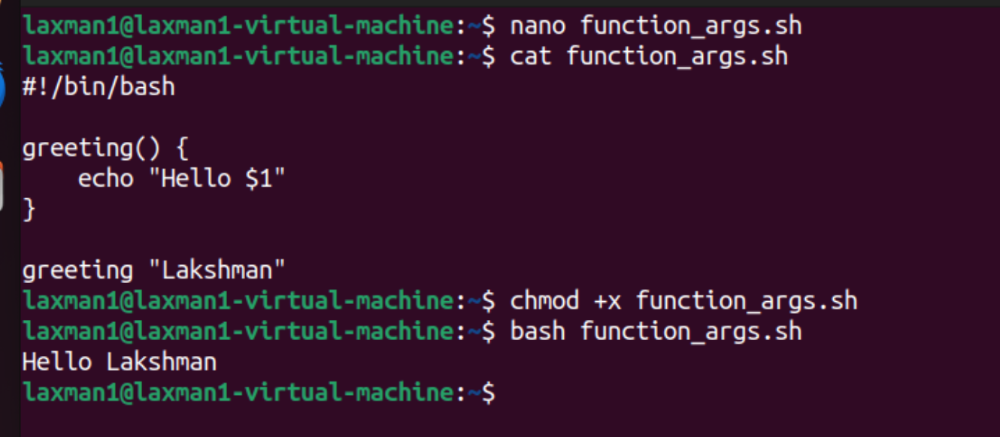 laxman1@laxman1-virtual-machine:~$ nano function_args.sh
laxman1@laxman1-virtual-machine:~$ cat function_args.sh
#!/bin/bash

greeting() {
    echo "Hello $1"
}

greeting "Lakshman"
laxman1@laxman1-virtual-machine:~$ chmod +x function_args.sh
laxman1@laxman1-virtual-machine:~$ bash function_args.sh
Hello Lakshman
laxman1@laxman1-virtual-machine:~$